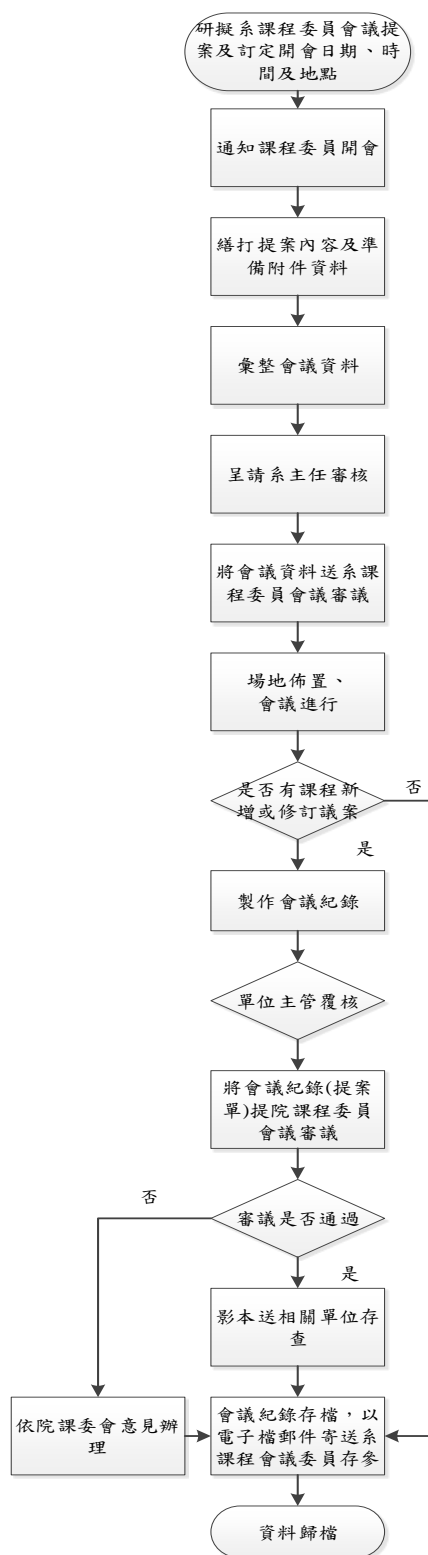 研擬系課程委員會議提
案及訂定開會日期、時
間及地點
通知課程委員開會
繕打提案內容及準
備附件資料
彙整會議資料
呈請系主任審核
將會議資料送系課
程委員會議審議
場地佈置、
會議進行
是否有課程新
增或修訂議案
否
是
製作會議紀錄
單位主管覆核
將會議紀錄(提案
單)提院課程委員
會議審議
審議是否通過
否
是
影本送相關單位存
查
依院課委會意見辦
理
會議紀錄存檔，以
電子檔郵件寄送系
課程會議委員存參
資料歸檔